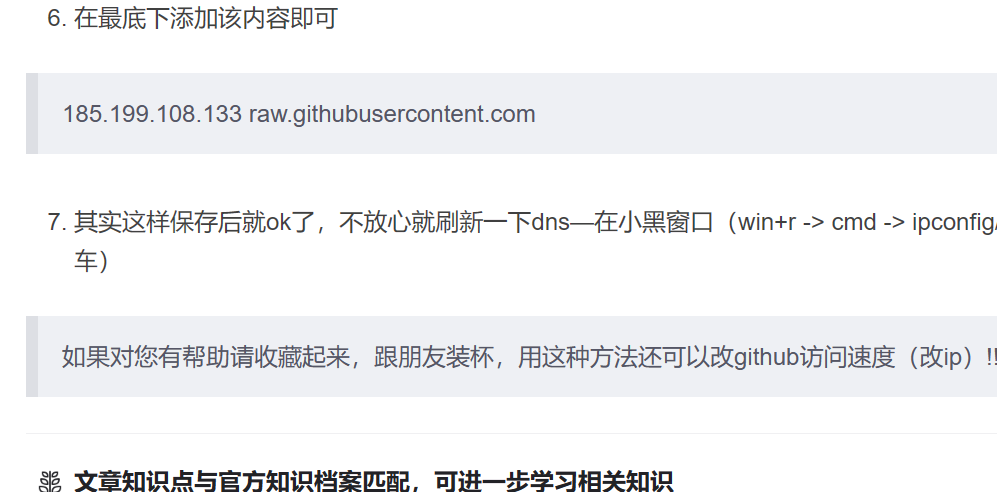 6. 在最底下添加该内容即可
185.199.108.133 raw.githubusercontent.com
7. 其实这样保存后就ok了，不放心就刷新一下dns—在小黑窗口（win+r -> cmd -> ipconfig/
车）
如果对您有帮助请收藏起来，跟朋友装杯，用这种方法还可以改github访问速度（改ip）!!
文章知识点与官方知识档案匹配，可进一步学习相关知识